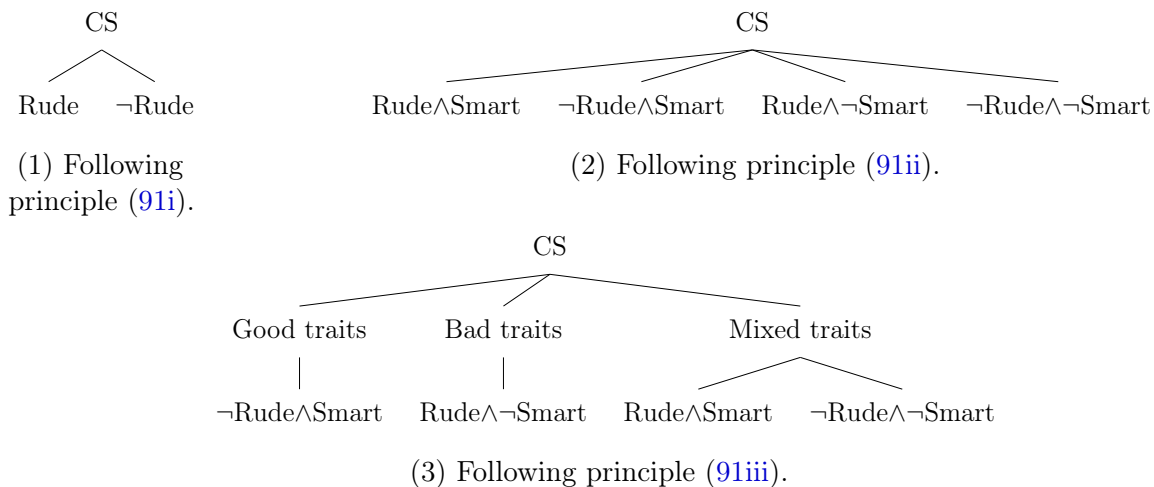 CS
Rude ¬Rude
(1) Following
principle (91i).
CS
Rude∧Smart ¬Rude∧Smart Rude∧¬Smart ¬Rude∧¬Smart
(2) Following principle (91ii).
CS
Good traits Bad traits Mixed traits
¬Rude∧Smart Rude∧¬Smart Rude∧Smart ¬Rude∧¬Smart
(3) Following principle (91iii).